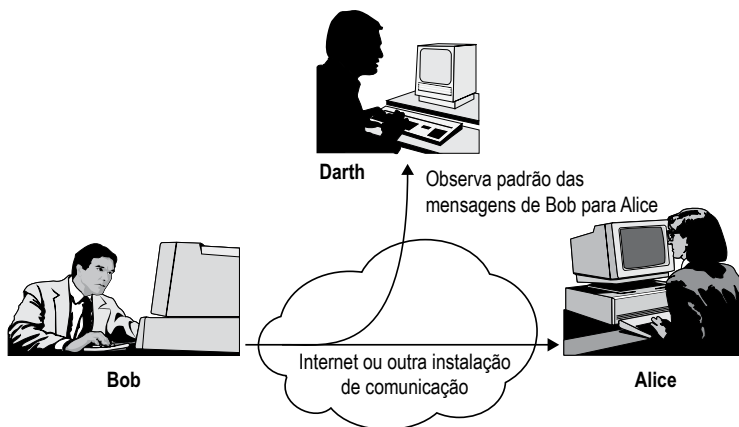 Darth
Observa padrão das
mensagens de Bob para Alice
Internet ou outra instalação
de comunicação
Bob
Alice